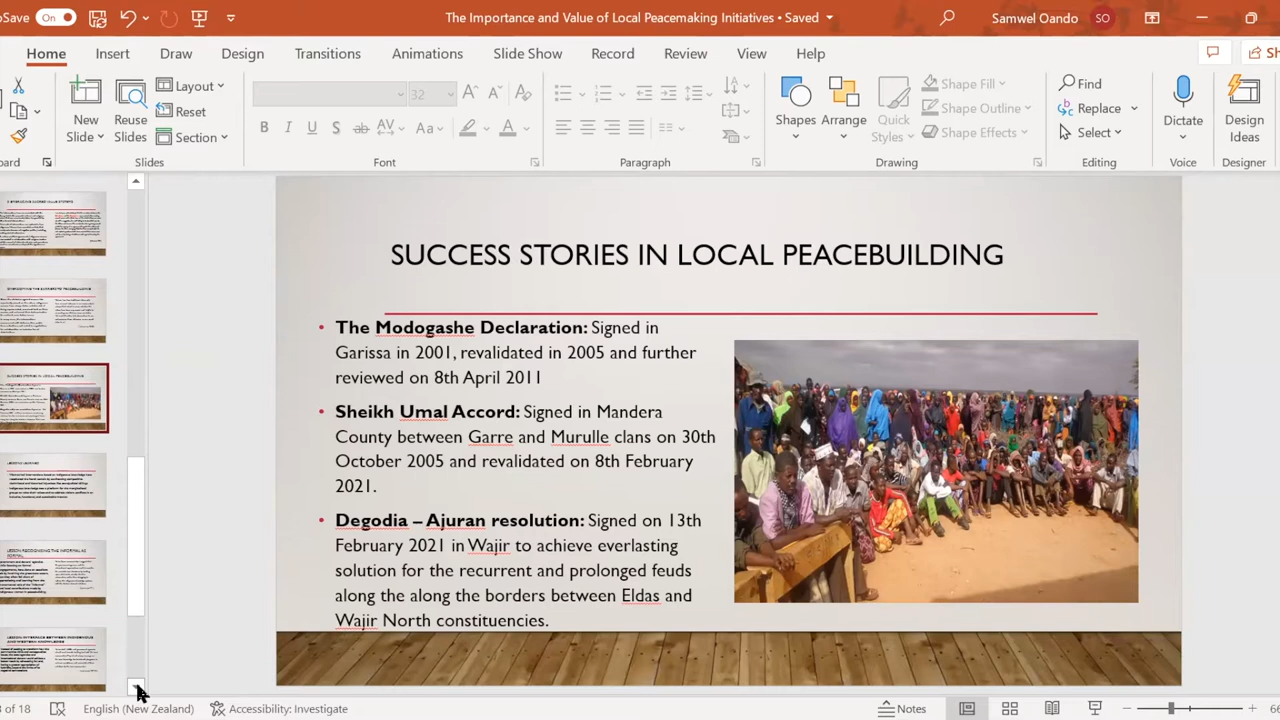 Save On The Importance and Value of Local Peacemaking Initiatives • Saved Samwel Oando SO
Home Insert Draw Design Transitions Animations Slide Show Record Review View Help
New Slide Reuse Slides Layout Reset Section
32
B I U S ab AV Aa A
Shapes Arrange Quick Styles Shape Fill Shape Outline Shape Effects
Find Replace Select
Dictate
Design Ideas
Slides Font Paragraph Drawing Editing Voice Designer
SUCCESS STORIES IN LOCAL PEACEBUILDING
• The Modogashe Declaration: Signed in
Garissa in 2001, revalidated in 2005 and further
reviewed on 8th April 2011
• Sheikh Umal Accord: Signed in Mandera
County between Garre and Murulle clans on 30th
October 2005 and revalidated on 8th February
2021.
• Degodia – Ajuran resolution: Signed on 13th
February 2021 in Wajir to achieve everlasting
solution for the recurrent and prolonged feuds
along the along the borders between Eldas and
Wajir North constituencies.
of 18 English (New Zealand) Accessibility: Investigate Notes